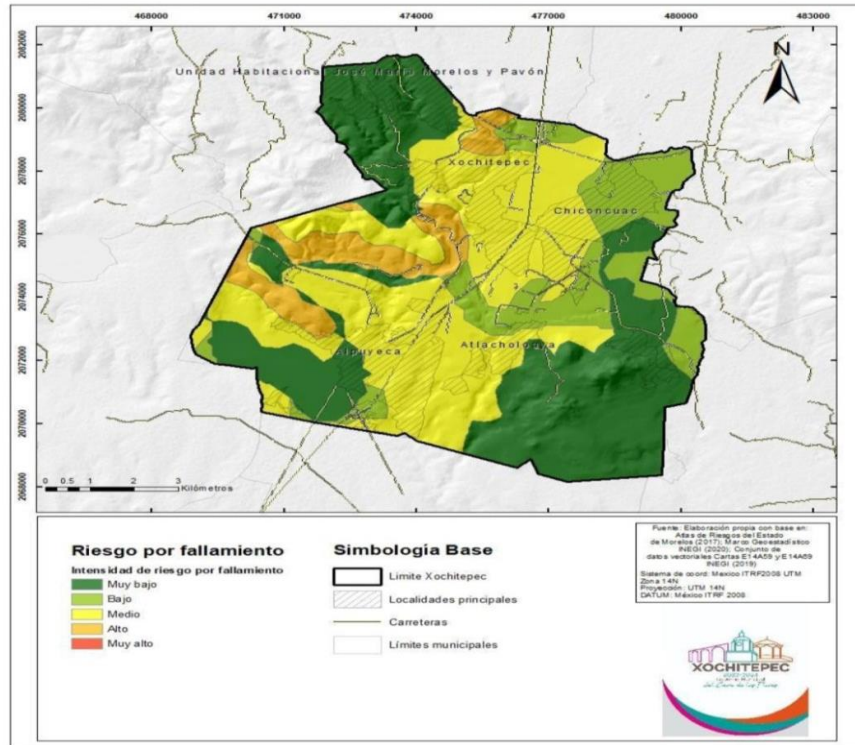 468000 471000 474000 477000 480000 483000
2082000
2080000
2078000
2076000
2074000
2072000
2070000
2068000
N
Unidad Habitacional José María Morelos y Pavón
Xochitepec
Chiconcuac
Alpuyeca
Atlacholoaya
0 0.5 1 2 3
Kilómetros
Riesgo por fallamiento
Intensidad de riesgo por fallamiento
Muy bajo
Bajo
Medio
Alto
Muy alto
Simbología Base
Límite Xochitepec
Localidades principales
Carreteras
Límites municipales
Fuente: Elaboración propia con base en:
Atlas de Riesgos del Estado
de Morelos (2017); Marco Geoestadístico
INEGI (2020); Conjunto de
datos vectoriales Cartas E14A59 y E14A69
INEGI (2019)
Sistema de coord: Mexico ITRF2008 UTM
Zona 14N
Proyección: UTM 14N
DATUM: México ITRF 2008
XOCHITEPEC